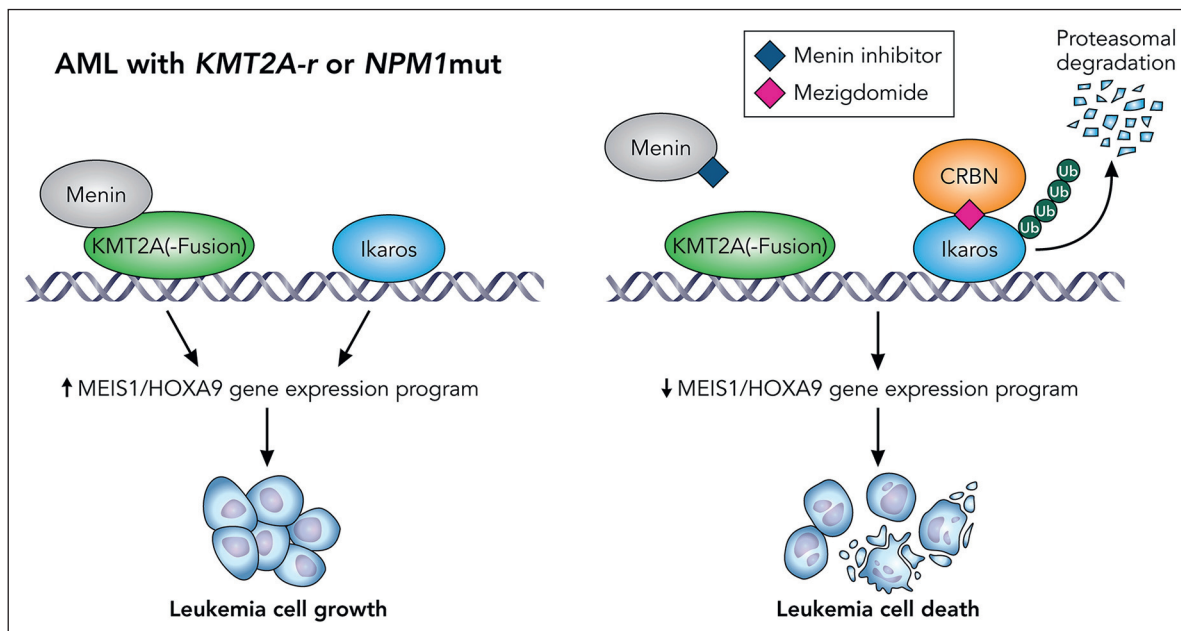 AML with KMT2A-r or NPM1mut
Menin
KMT2A(-Fusion)
Ikaros
↑ MEIS1/HOXA9 gene expression program
Leukemia cell growth
Menin inhibitor
Mezigdomide
Proteasomal
degradation
Menin
CRBN
Ub
Ub
Ub
Ub
KMT2A(-Fusion)
Ikaros
↓ MEIS1/HOXA9 gene expression program
Leukemia cell death